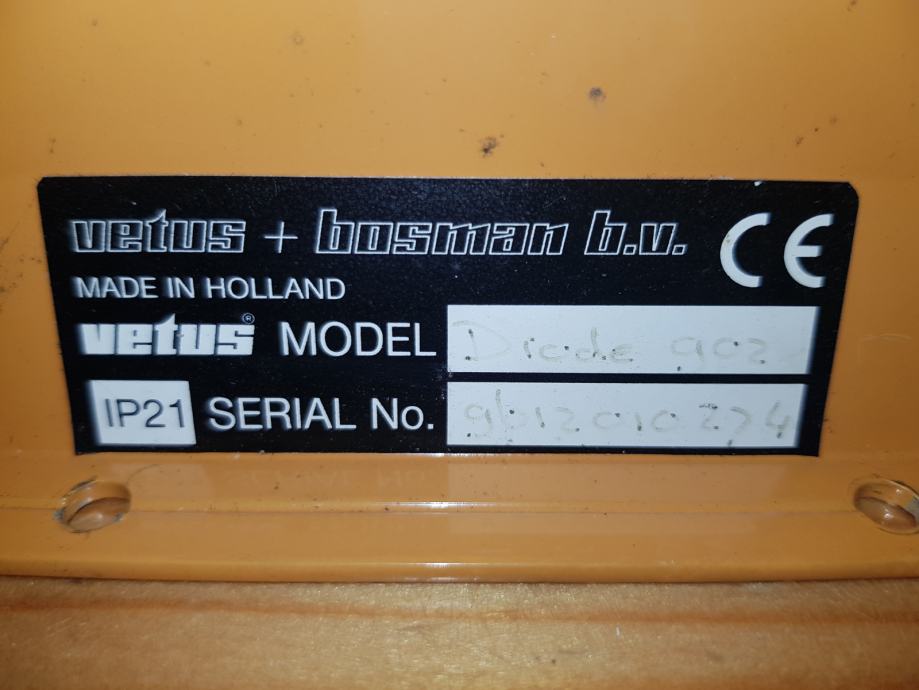 vetus + bosman b.v. CE
MADE IN HOLLAND
vetus® MODEL Diode 902
IP21 SERIAL No.